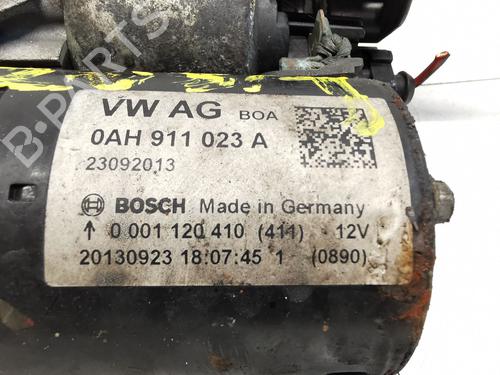 VW AG BOA
0AH 911 023 A
23092013
BOSCH Made in Germany
↑ 0 001 120 410 (411) 12V
20130923 18:07:45 1 (0890)
B-PARTS